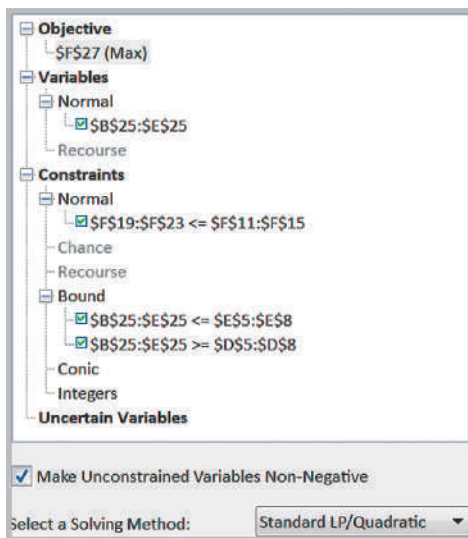 Objective
$F$27 (Max)
Variables
Normal
$B$25:$E$25
Recourse
Constraints
Normal
$F$19:$F$23 <= $F$11:$F$15
Chance
Recourse
Bound
$B$25:$E$25 <= $E$5:$E$8
$B$25:$E$25 >= $D$5:$D$8
Conic
Integers
Uncertain Variables
Make Unconstrained Variables Non-Negative
Select a Solving Method: Standard LP/Quadratic